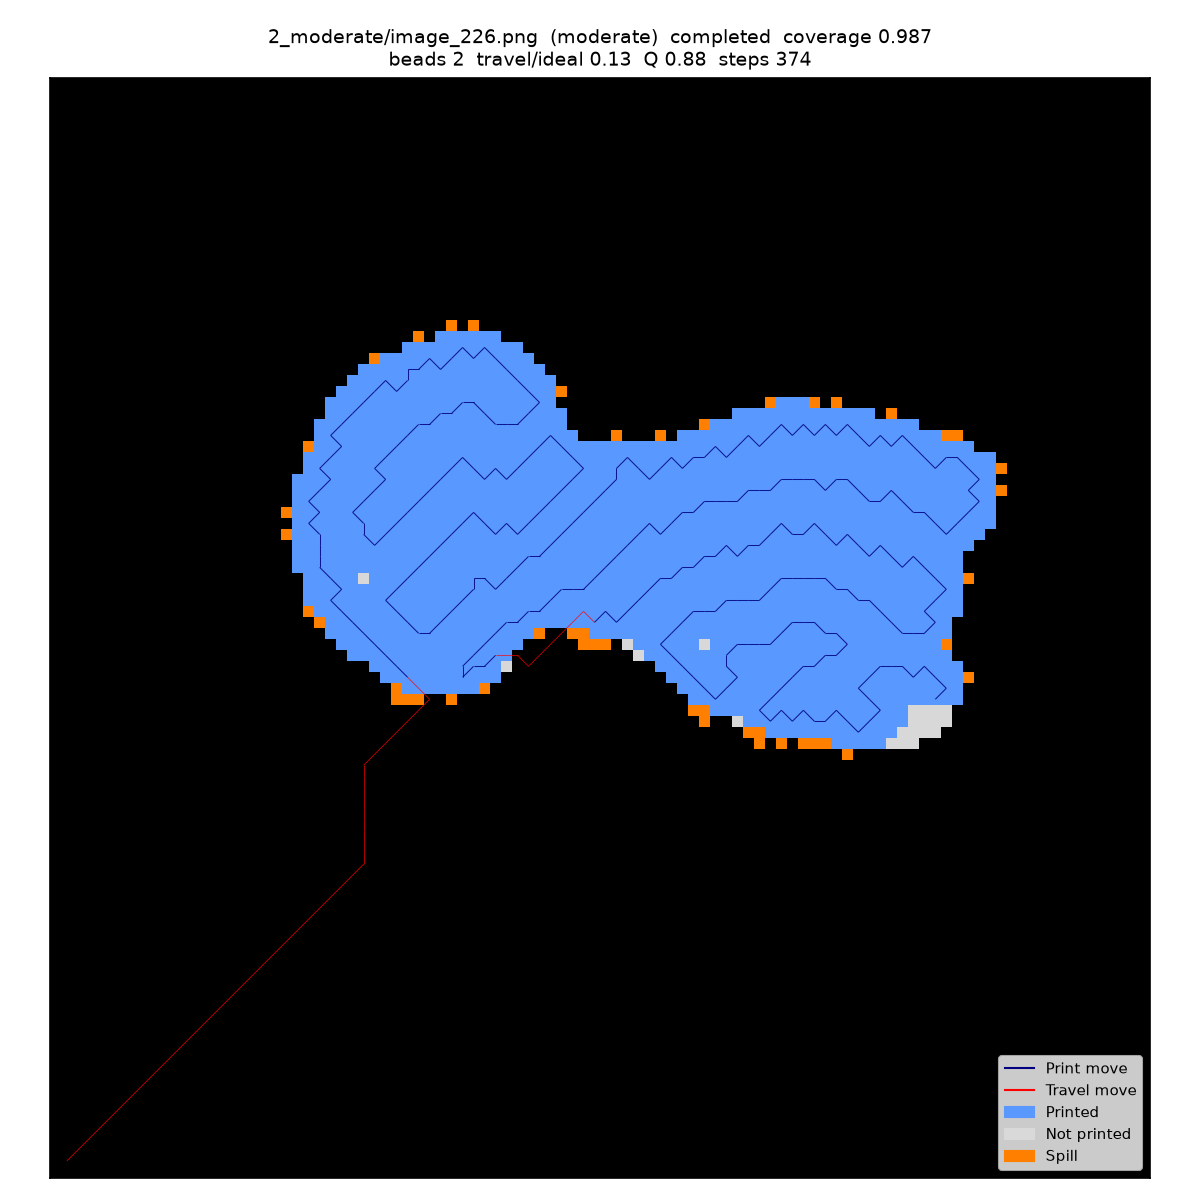 2_moderate/image_226.png  (moderate)  completed  coverage 0.987
beads 2  travel/ideal 0.13  Q 0.88  steps 374
Print move
Travel move
Printed
Not printed
Spill